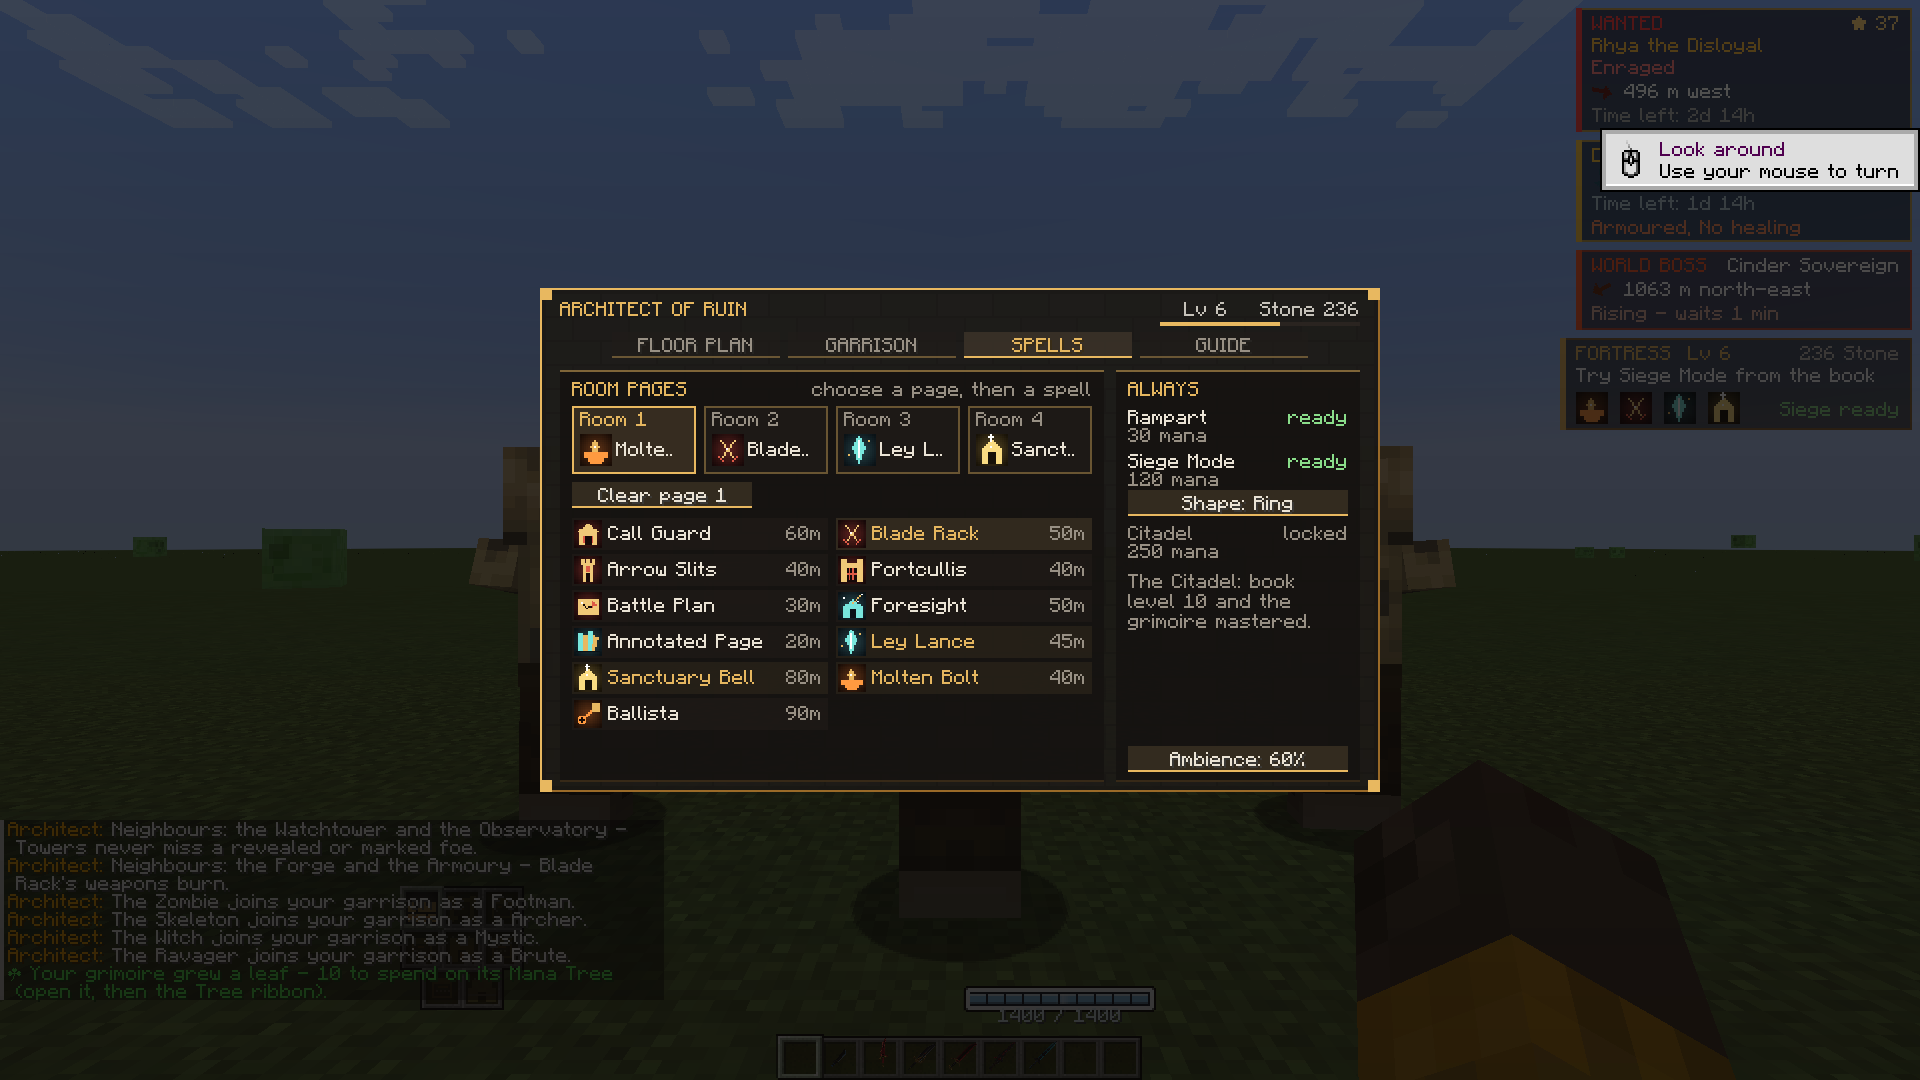 WANTED ★ 37
Rhya the Disloyal
Enraged
496 m west
Time left: 2d 14h
Look around
Use your mouse to turn
Time left: 1d 14h
Armoured, No healing
WORLD BOSS Cinder Sovereign
1063 m north-east
Rising - waits 1 min
FORTRESS Lv 6 236 Stone
Try Siege Mode from the book
Siege ready
ARCHITECT OF RUIN Lv 6 Stone 236
FLOOR PLAN GARRISON SPELLS GUIDE
ROOM PAGES choose a page, then a spell
Room 1 Room 2 Room 3 Room 4
Molte.. Blade.. Ley L.. Sanct..
Clear page 1
Call Guard 60m Blade Rack 50m
Arrow Slits 40m Portcullis 40m
Battle Plan 30m Foresight 50m
Annotated Page 20m Ley Lance 45m
Sanctuary Bell 80m Molten Bolt 40m
Ballista 90m
ALWAYS
Rampart ready
30 mana
Siege Mode ready
120 mana
Shape: Ring
Citadel locked
250 mana
The Citadel: book
level 10 and the
grimoire mastered.
Ambience: 60%
Architect: Neighbours: the Watchtower and the Observatory -
Towers never miss a revealed or marked foe.
Architect: Neighbours: the Forge and the Armoury - Blade
Rack's weapons burn.
Architect: The Zombie joins your garrison as a Footman.
Architect: The Skeleton joins your garrison as a Archer.
Architect: The Witch joins your garrison as a Mystic.
Architect: The Ravager joins your garrison as a Brute.
Your grimoire grew a leaf - 10 to spend on its Mana Tree
(open it, then the Tree ribbon).
1400 / 1400